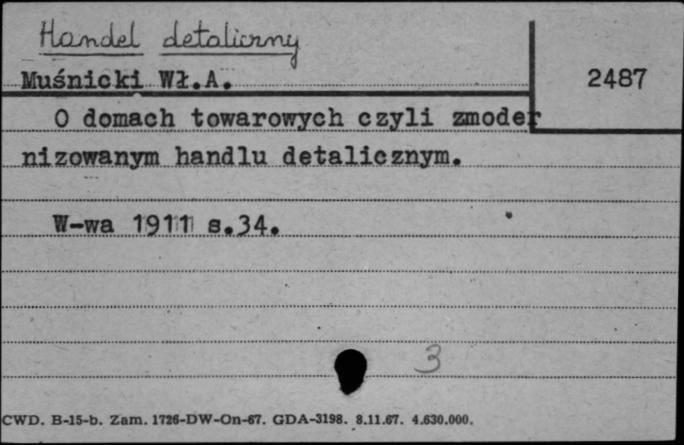 Handel detaliczny
Muśnicki Wł.A.
2487
O domach towarowych czyli zmoder
nizowanym handlu detalicznym.
W-wa 1911 s.34.
3
CWD. B-15-b. Zam. 1726-DW-On-67. GDA-3198. 8.11.67. 4.630.000.